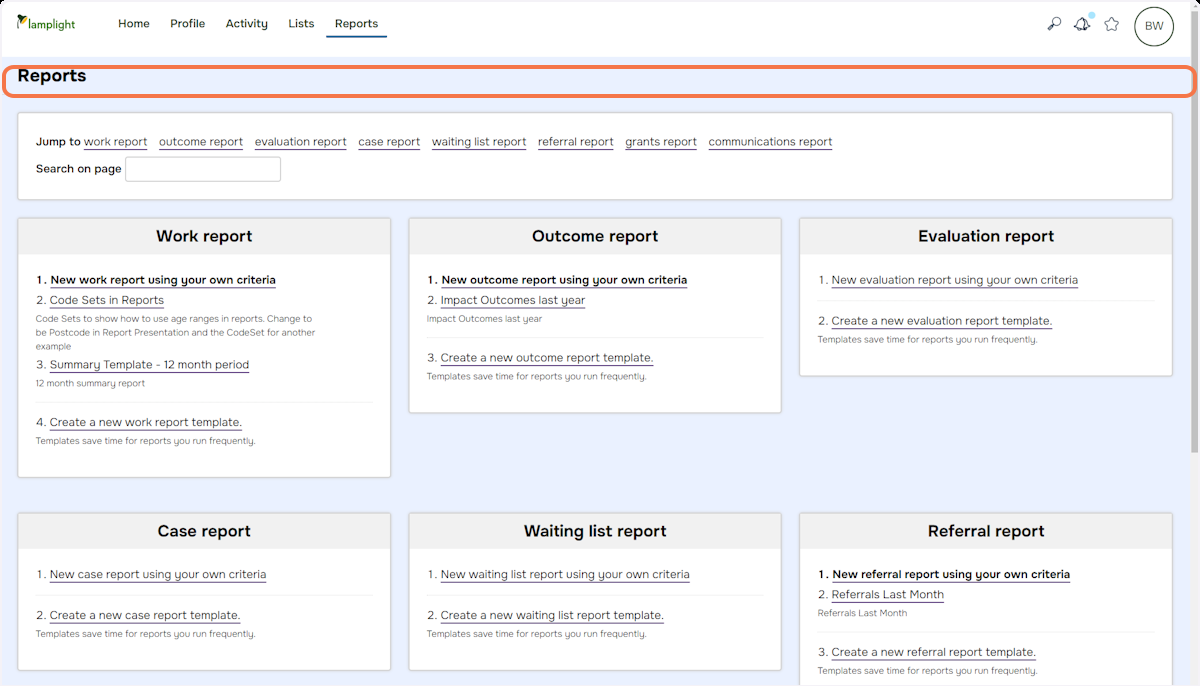 lamplight Home Profile Activity Lists Reports BW
Reports
Jump to work report outcome report evaluation report case report waiting list report referral report grants report communications report
Search on page
Work report
1. New work report using your own criteria
2. Code Sets in Reports
Code Sets to show how to use age ranges in reports. Change to
be Postcode in Report Presentation and the CodeSet for another
example
3. Summary Template - 12 month period
12 month summary report
4. Create a new work report template.
Templates save time for reports you run frequently.
Outcome report
1. New outcome report using your own criteria
2. Impact Outcomes last year
Impact Outcomes last year
3. Create a new outcome report template.
Templates save time for reports you run frequently.
Evaluation report
1. New evaluation report using your own criteria
2. Create a new evaluation report template.
Templates save time for reports you run frequently.
Case report
1. New case report using your own criteria
2. Create a new case report template.
Templates save time for reports you run frequently.
Waiting list report
1. New waiting list report using your own criteria
2. Create a new waiting list report template.
Templates save time for reports you run frequently.
Referral report
1. New referral report using your own criteria
2. Referrals Last Month
Referrals Last Month
3. Create a new referral report template.
Templates save time for reports you run frequently.